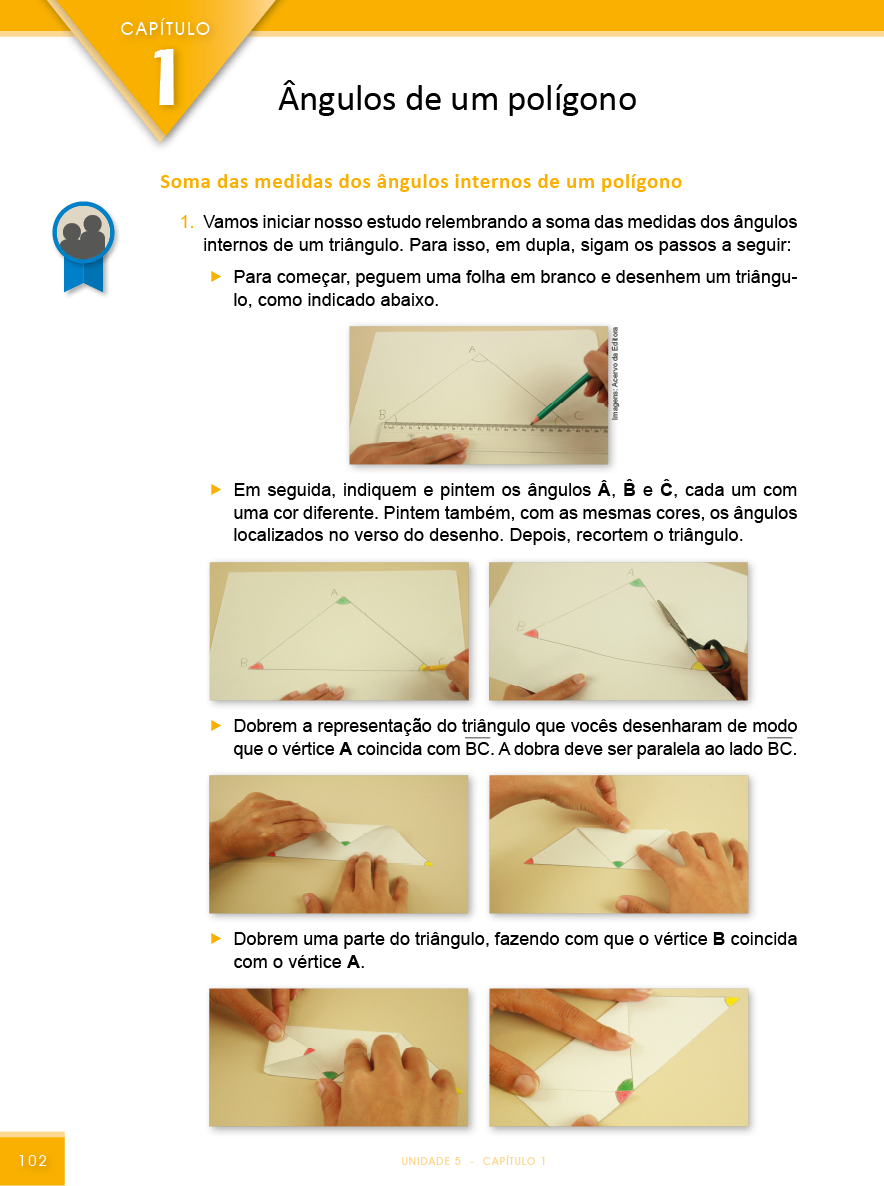 CAPÍTULO
1
Ângulos de um polígono
Soma das medidas dos ângulos internos de um polígono
1. Vamos iniciar nosso estudo relembrando a soma das medidas dos ângulos
internos de um triângulo. Para isso, em dupla, sigam os passos a seguir:
Para começar, peguem uma folha em branco e desenhem um triângu-
lo, como indicado abaixo.
A
B
C
Imagens: Acervo da Editora
Em seguida, indiquem e pintem os ângulos Â, B̂ e Ĉ, cada um com
uma cor diferente. Pintem também, com as mesmas cores, os ângulos
localizados no verso do desenho. Depois, recortem o triângulo.
A
B
C
A
B
Dobrem a representação do triângulo que vocês desenharam de modo
que o vértice A coincida com B̅C̅. A dobra deve ser paralela ao lado B̅C̅.
Dobrem uma parte do triângulo, fazendo com que o vértice B coincida
com o vértice A.
102
UNIDADE 5 - CAPÍTULO 1